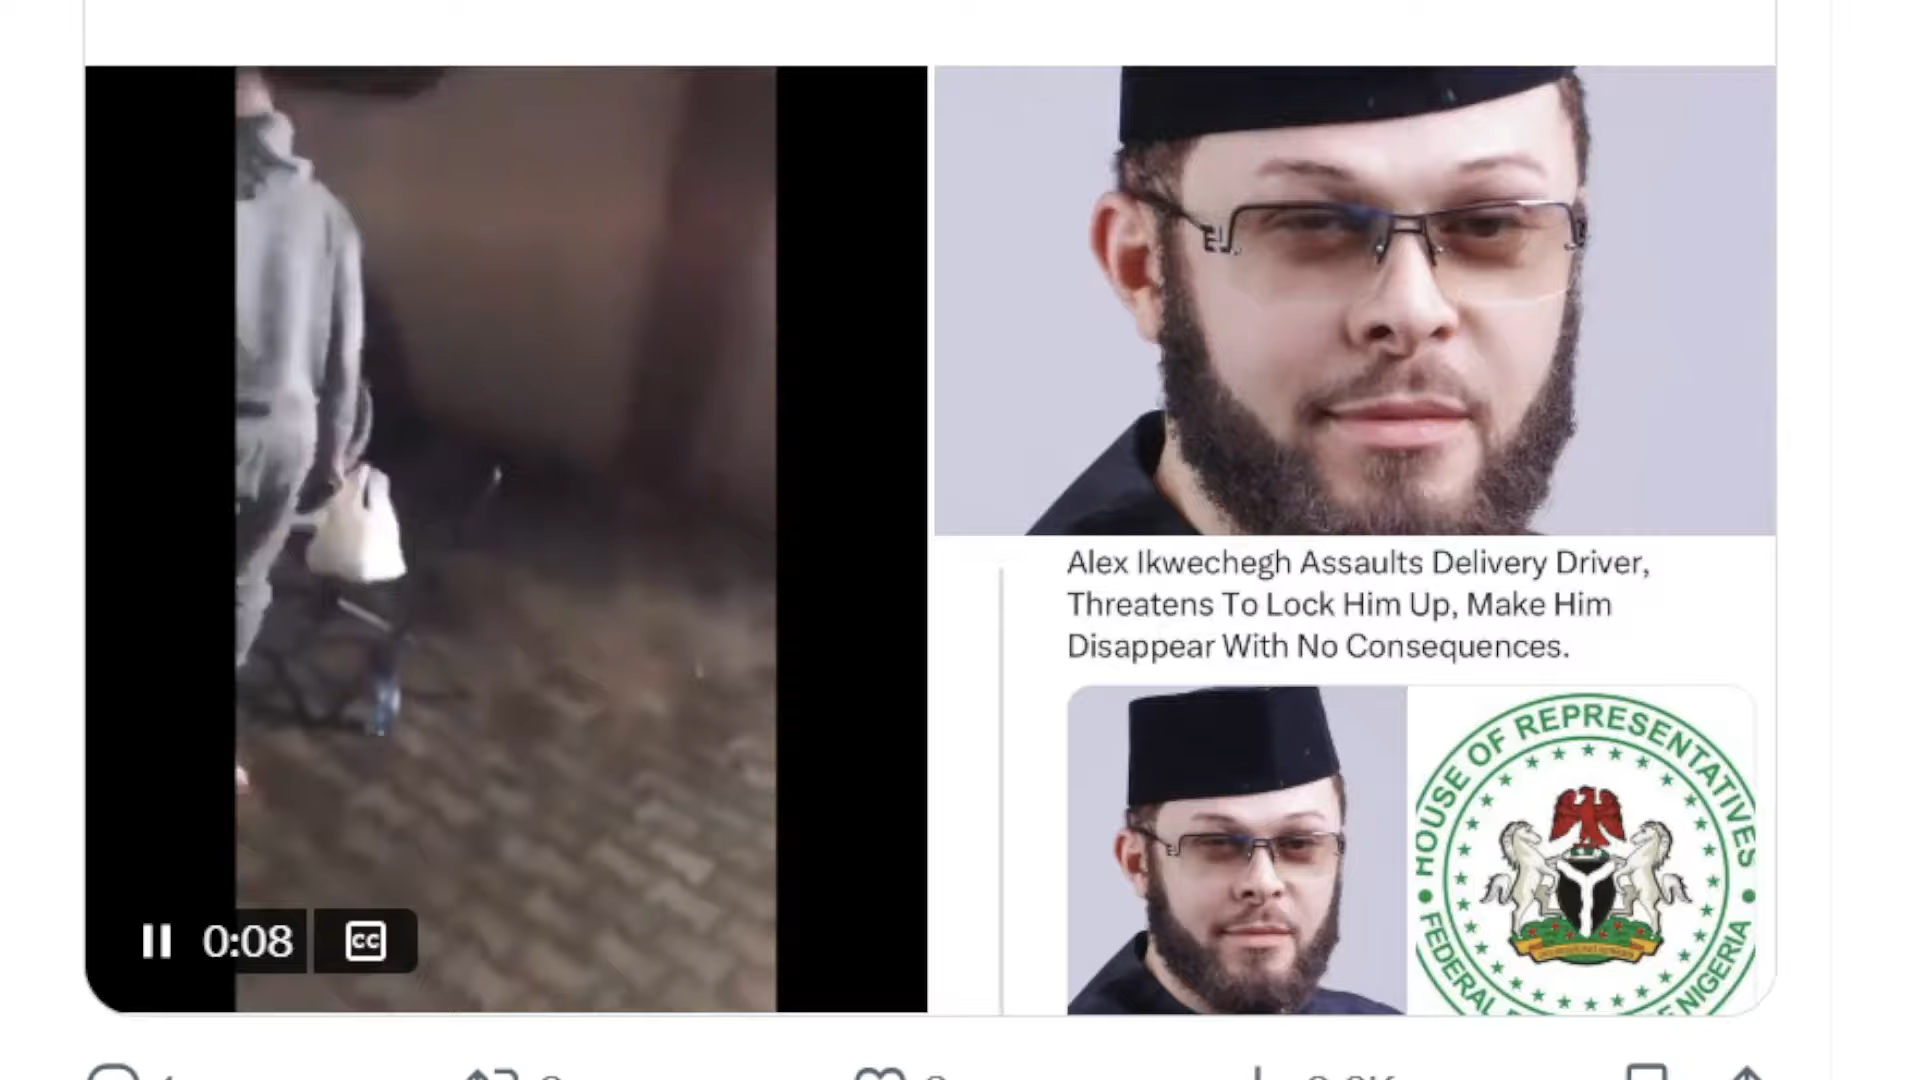 Alex Ikwechegh Assaults Delivery Driver,
Threatens To Lock Him Up, Make Him
Disappear With No Consequences.
HOUSE OF REPRESENTATIVES
FEDERAL
NIGERIA
0:08
CC